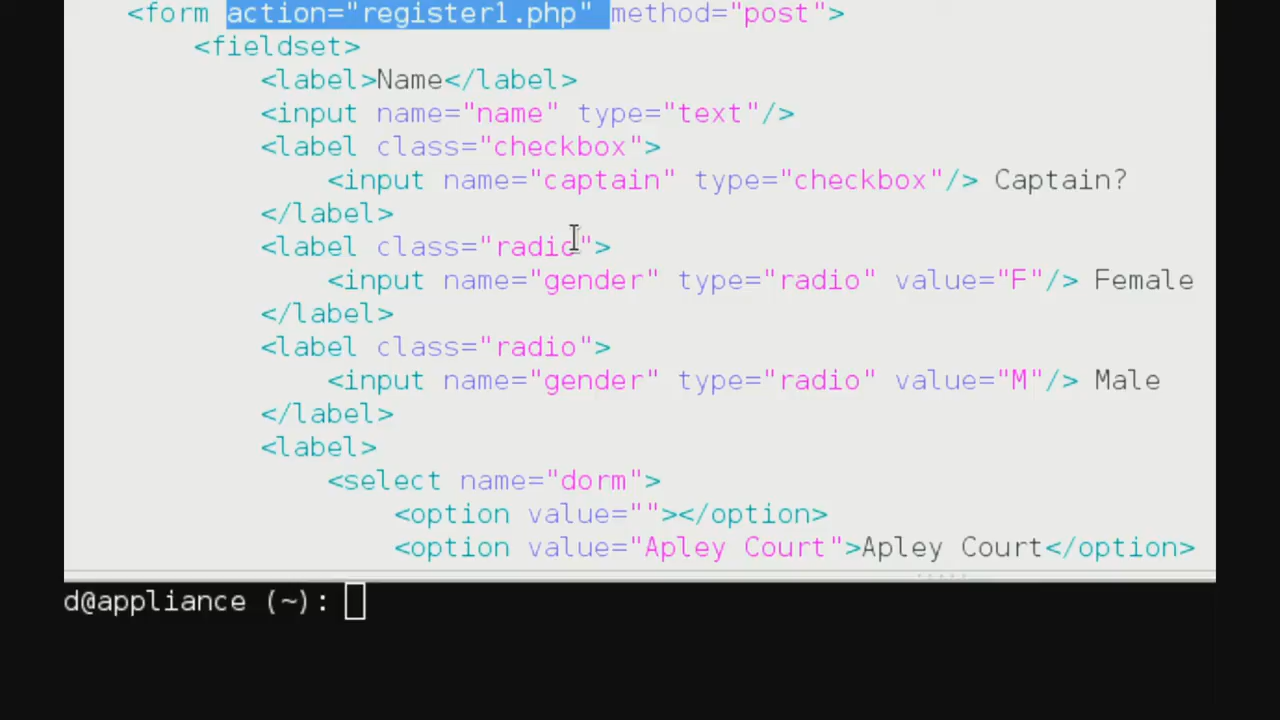 <form action="register1.php" method="post">
<fieldset>
<label>Name</label>
<input name="name" type="text"/>
<label class="checkbox">
<input name="captain" type="checkbox"/> Captain?
</label>
<label class="radio">
<input name="gender" type="radio" value="F"/> Female
</label>
<label class="radio">
<input name="gender" type="radio" value="M"/> Male
</label>
<label>
<select name="dorm">
<option value=""></option>
<option value="Apley Court">Apley Court</option>
d@appliance (~):